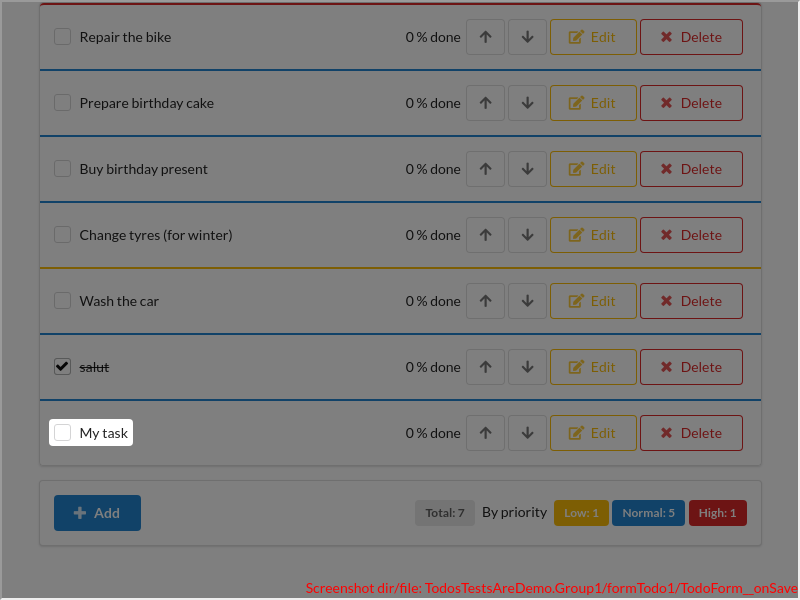 Repair the bike 0 % done Edit Delete
Prepare birthday cake 0 % done Edit Delete
Buy birthday present 0 % done Edit Delete
Change tyres (for winter) 0 % done Edit Delete
Wash the car 0 % done Edit Delete
salut 0 % done Edit Delete
My task 0 % done Edit Delete
Add Total: 7 By priority Low: 1 Normal: 5 High: 1
Screenshot dir/file: TodosTestsAreDemo.Group1/formTodo1/TodoForm__onSave